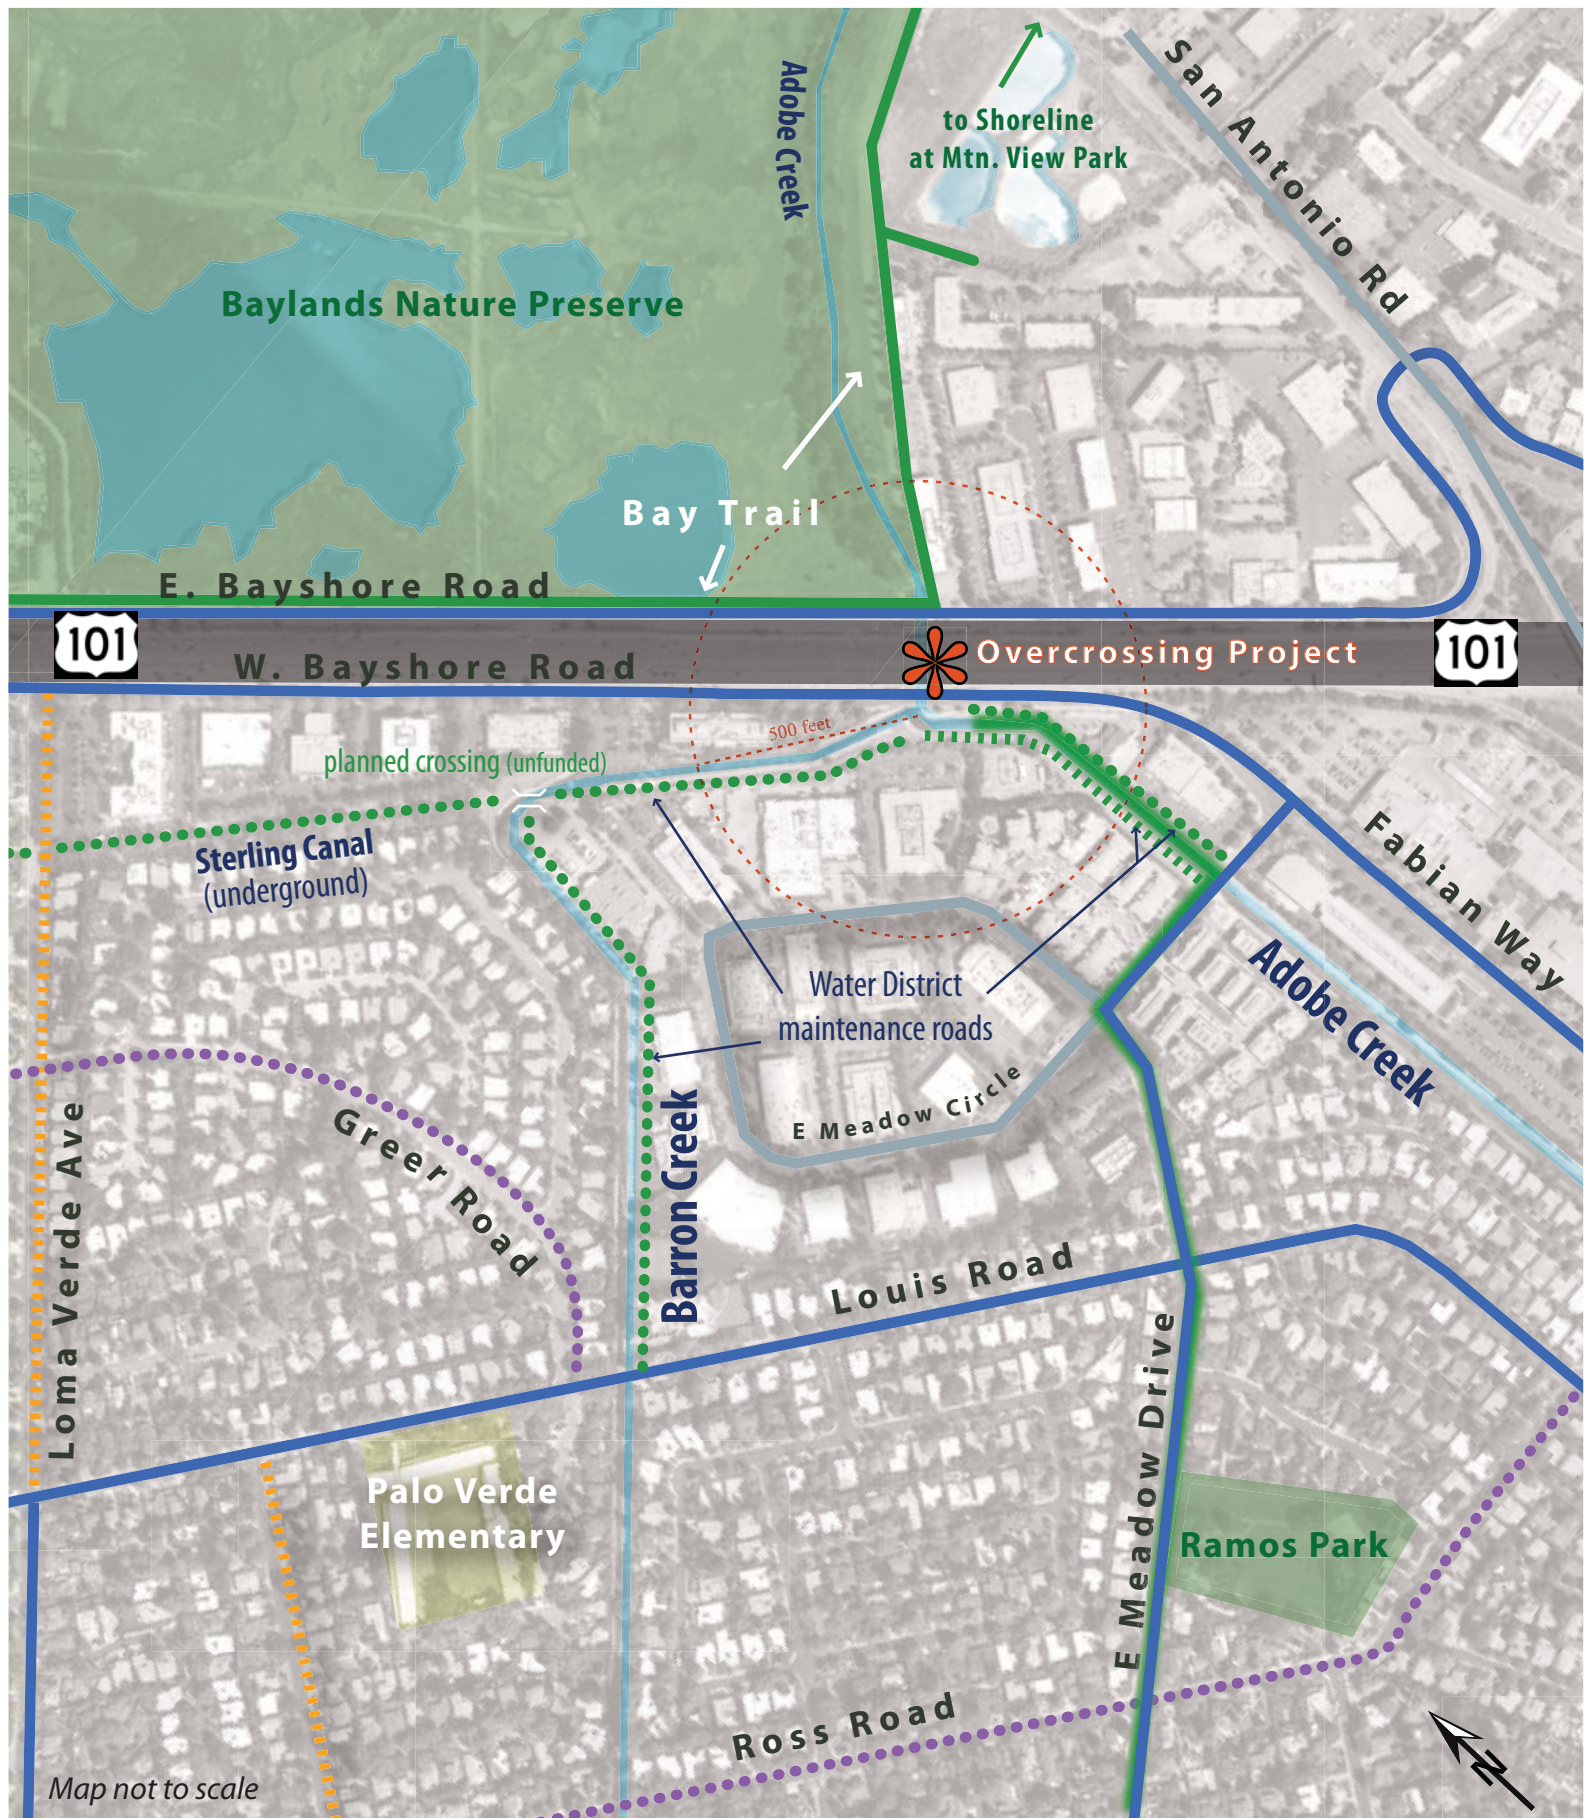 San Antonio Rd
Adobe Creek
to Shoreline
at Mtn. View Park
Baylands Nature Preserve
Bay Trail
E. Bayshore Road
101
W. Bayshore Road
Overcrossing Project
101
500 feet
planned crossing (unfunded)
Sterling Canal
(underground)
Fabian Way
Adobe Creek
Water District
maintenance roads
E Meadow Circle
Greer Road
Loma Verde Ave
Barron Creek
Louis Road
E Meadow Drive
Palo Verde
Elementary
Ramos Park
Ross Road
Map not to scale
N